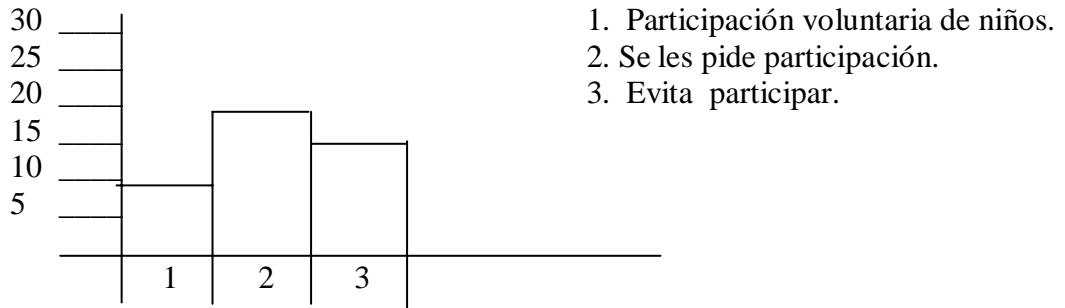 30
25
20
15
10
5
1 2 3
1. Participación voluntaria de niños.
2. Se les pide participación.
3. Evita participar.